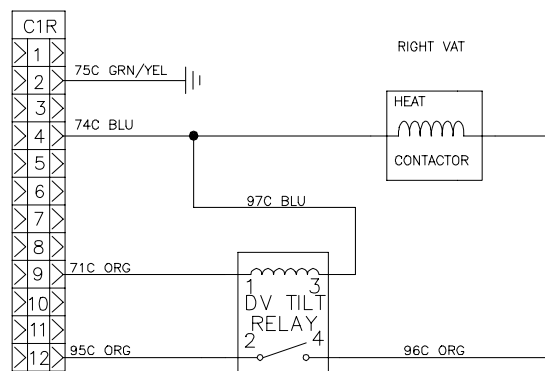 C1R
RIGHT VAT
1
75C GRN/YEL
2
HEAT
3
74C BLU
4
CONTACTOR
5
6
97C BLU
7
8
71C ORG
9
1 3
DV TILT
RELAY
10
11
2 4
95C ORG
96C ORG
12